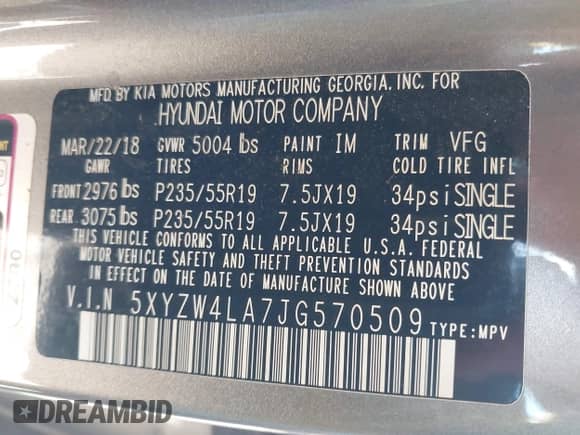 MFD BY KIA MOTORS MANUFACTURING GEORGIA, INC. FOR
HYUNDAI MOTOR COMPANY
MAR/22/18 GVWR 5004 lbs PAINT IM TRIM VFG
GAWR TIRES RIMS COLD TIRE INFL
FRONT 2976 lbs P235/55R19 7.5JX19 34psi SINGLE
REAR 3075 lbs P235/55R19 7.5JX19 34psi SINGLE
THIS VEHICLE CONFORMS TO ALL APPLICABLE U.S.A. FEDERAL
MOTOR VEHICLE SAFETY AND THEFT PREVENTION STANDARDS
IN EFFECT ON THE DATE OF MANUFACTURE SHOWN ABOVE
V.I.N 5XYZW4LA7JG570509 TYPE: MPV
DREAMBID